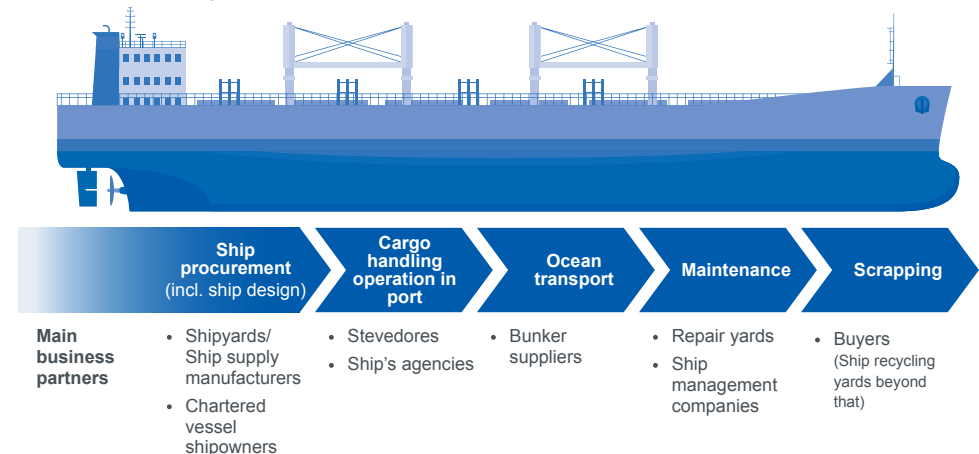 Ship
procurement
(incl. ship design)
Cargo
handling
operation in
port
Ocean
transport
Maintenance
Scrapping
Main
business
partners
• Shipyards/
Ship supply
manufacturers
• Chartered
vessel
shipowners
• Stevedores
• Ship's agencies
• Bunker
suppliers
• Repair yards
• Ship
management
companies
• Buyers
(Ship recycling
yards beyond
that)